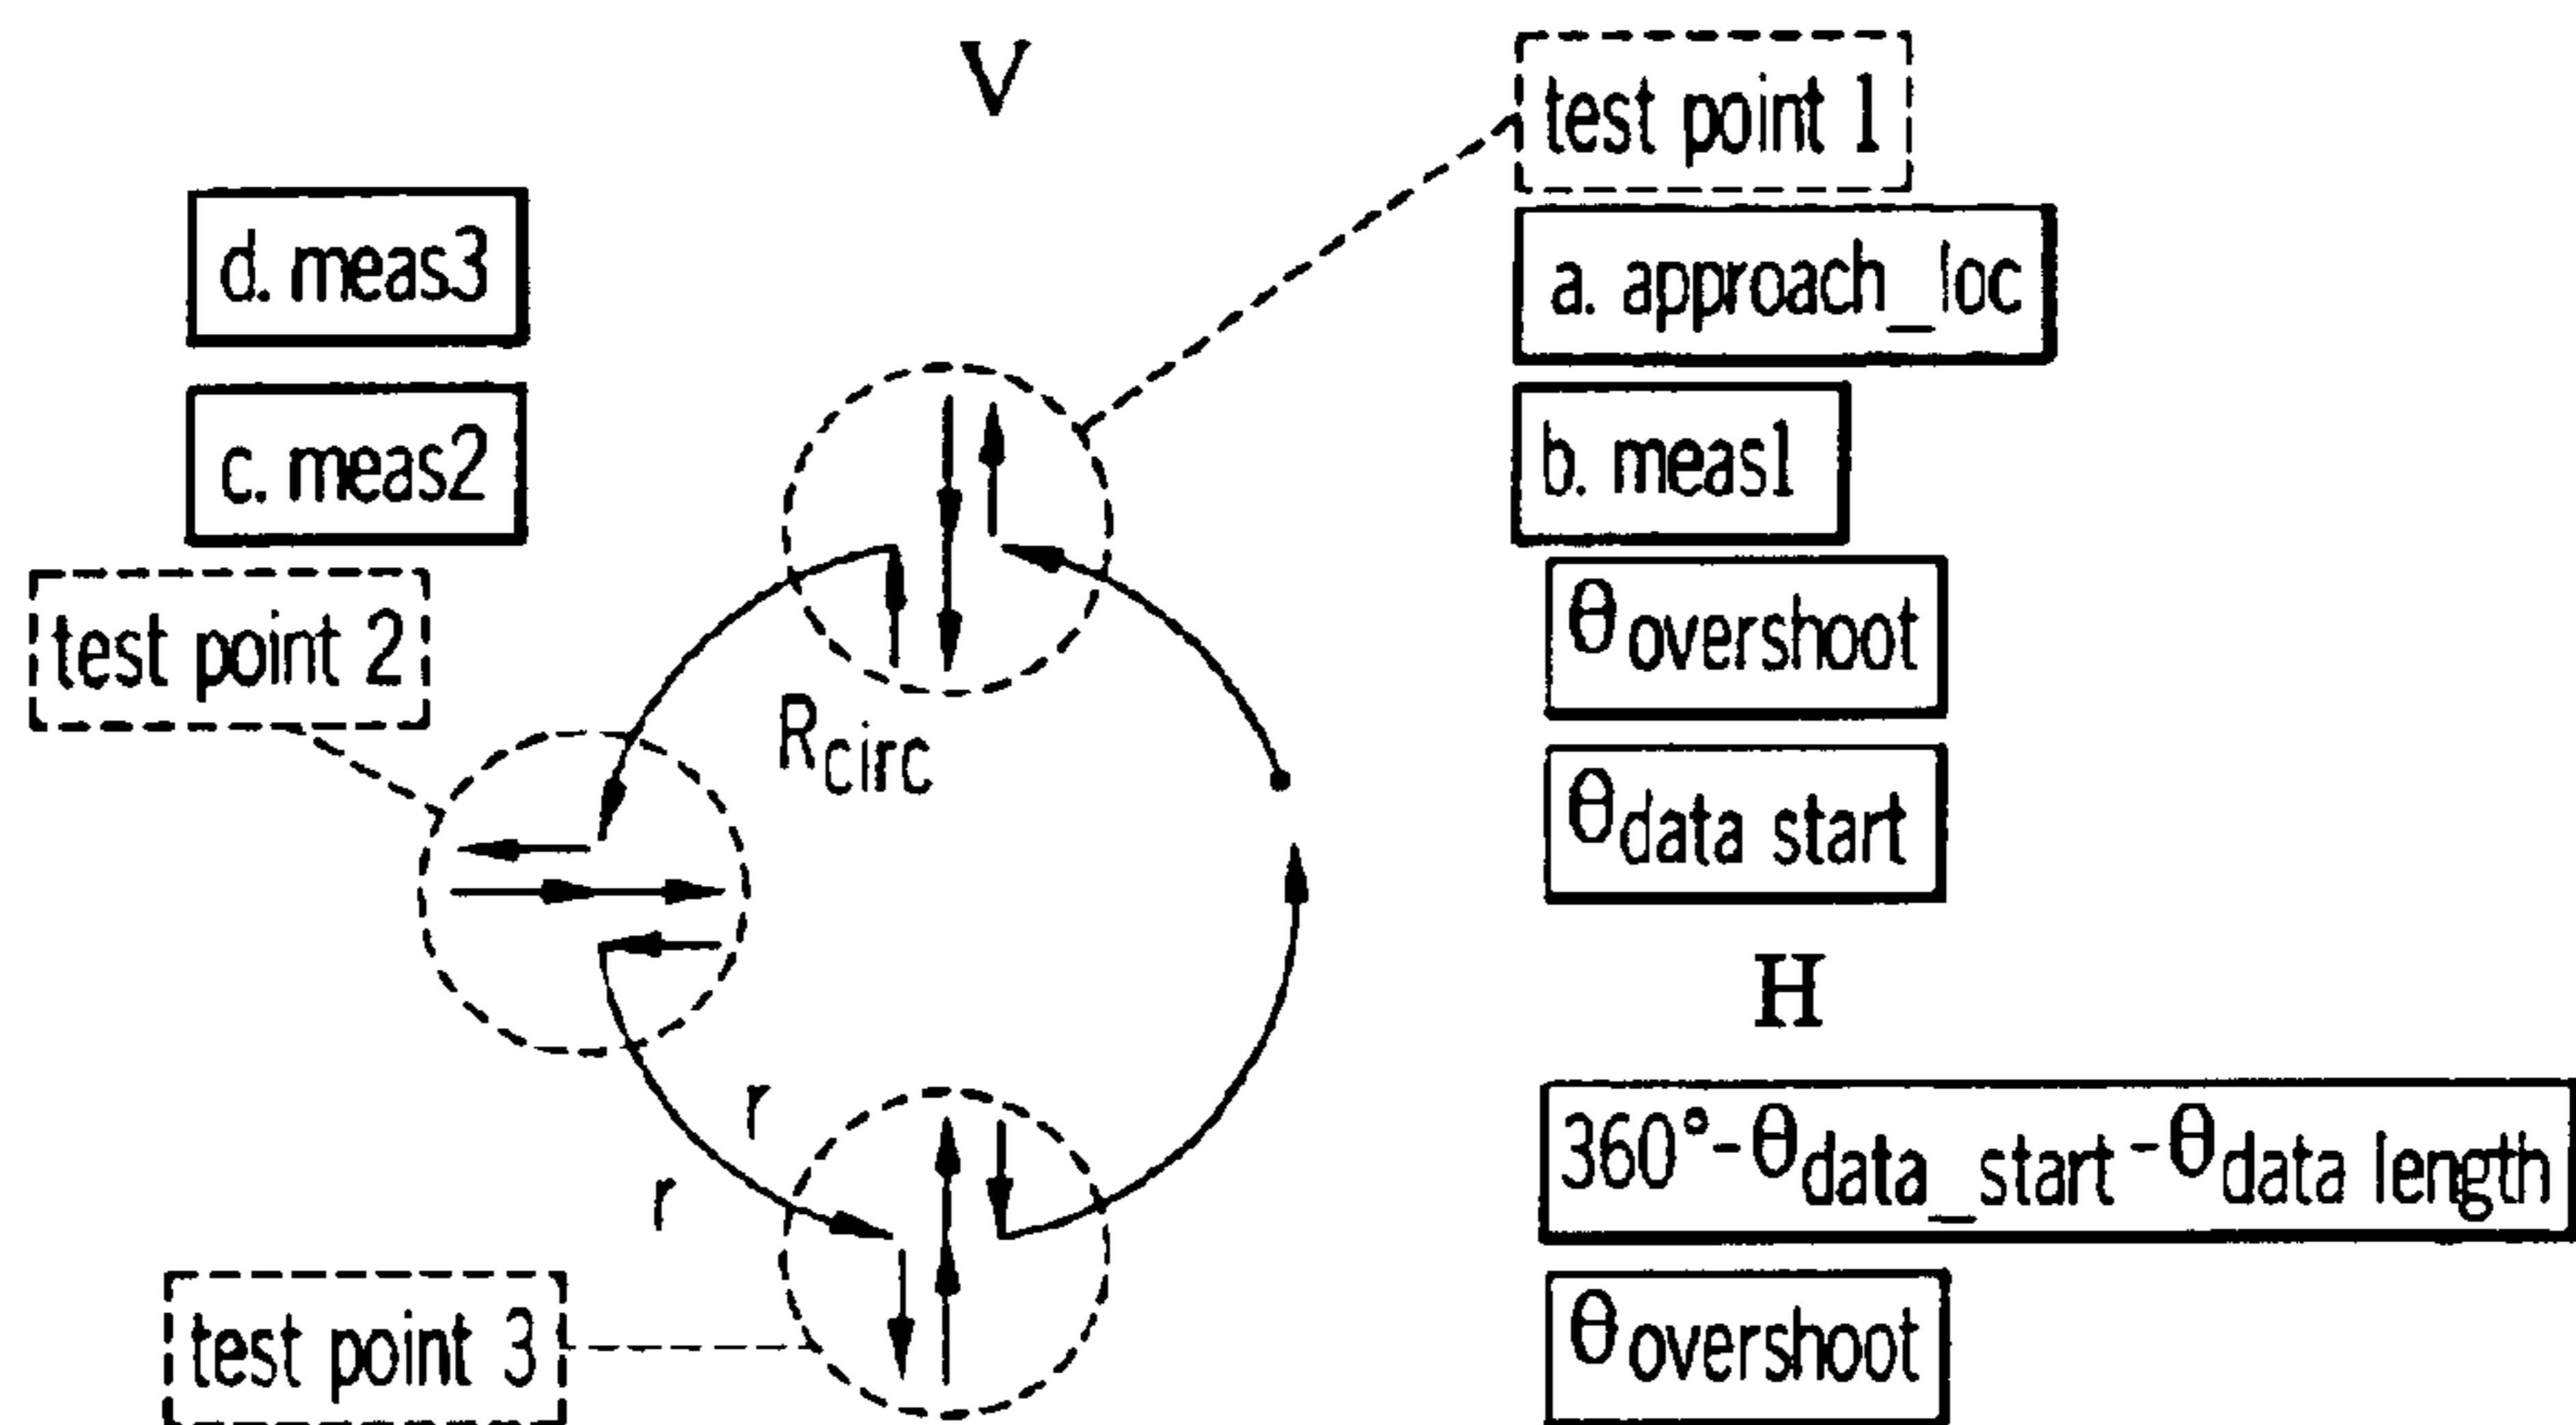 V
test point 1
a. approach_loc
b. meas1
d. meas3
c. meas2
test point 2
θovershoot
θdata start
Rcirc
H
r
r
360°-θdata_start-θdata length
θovershoot
test point 3